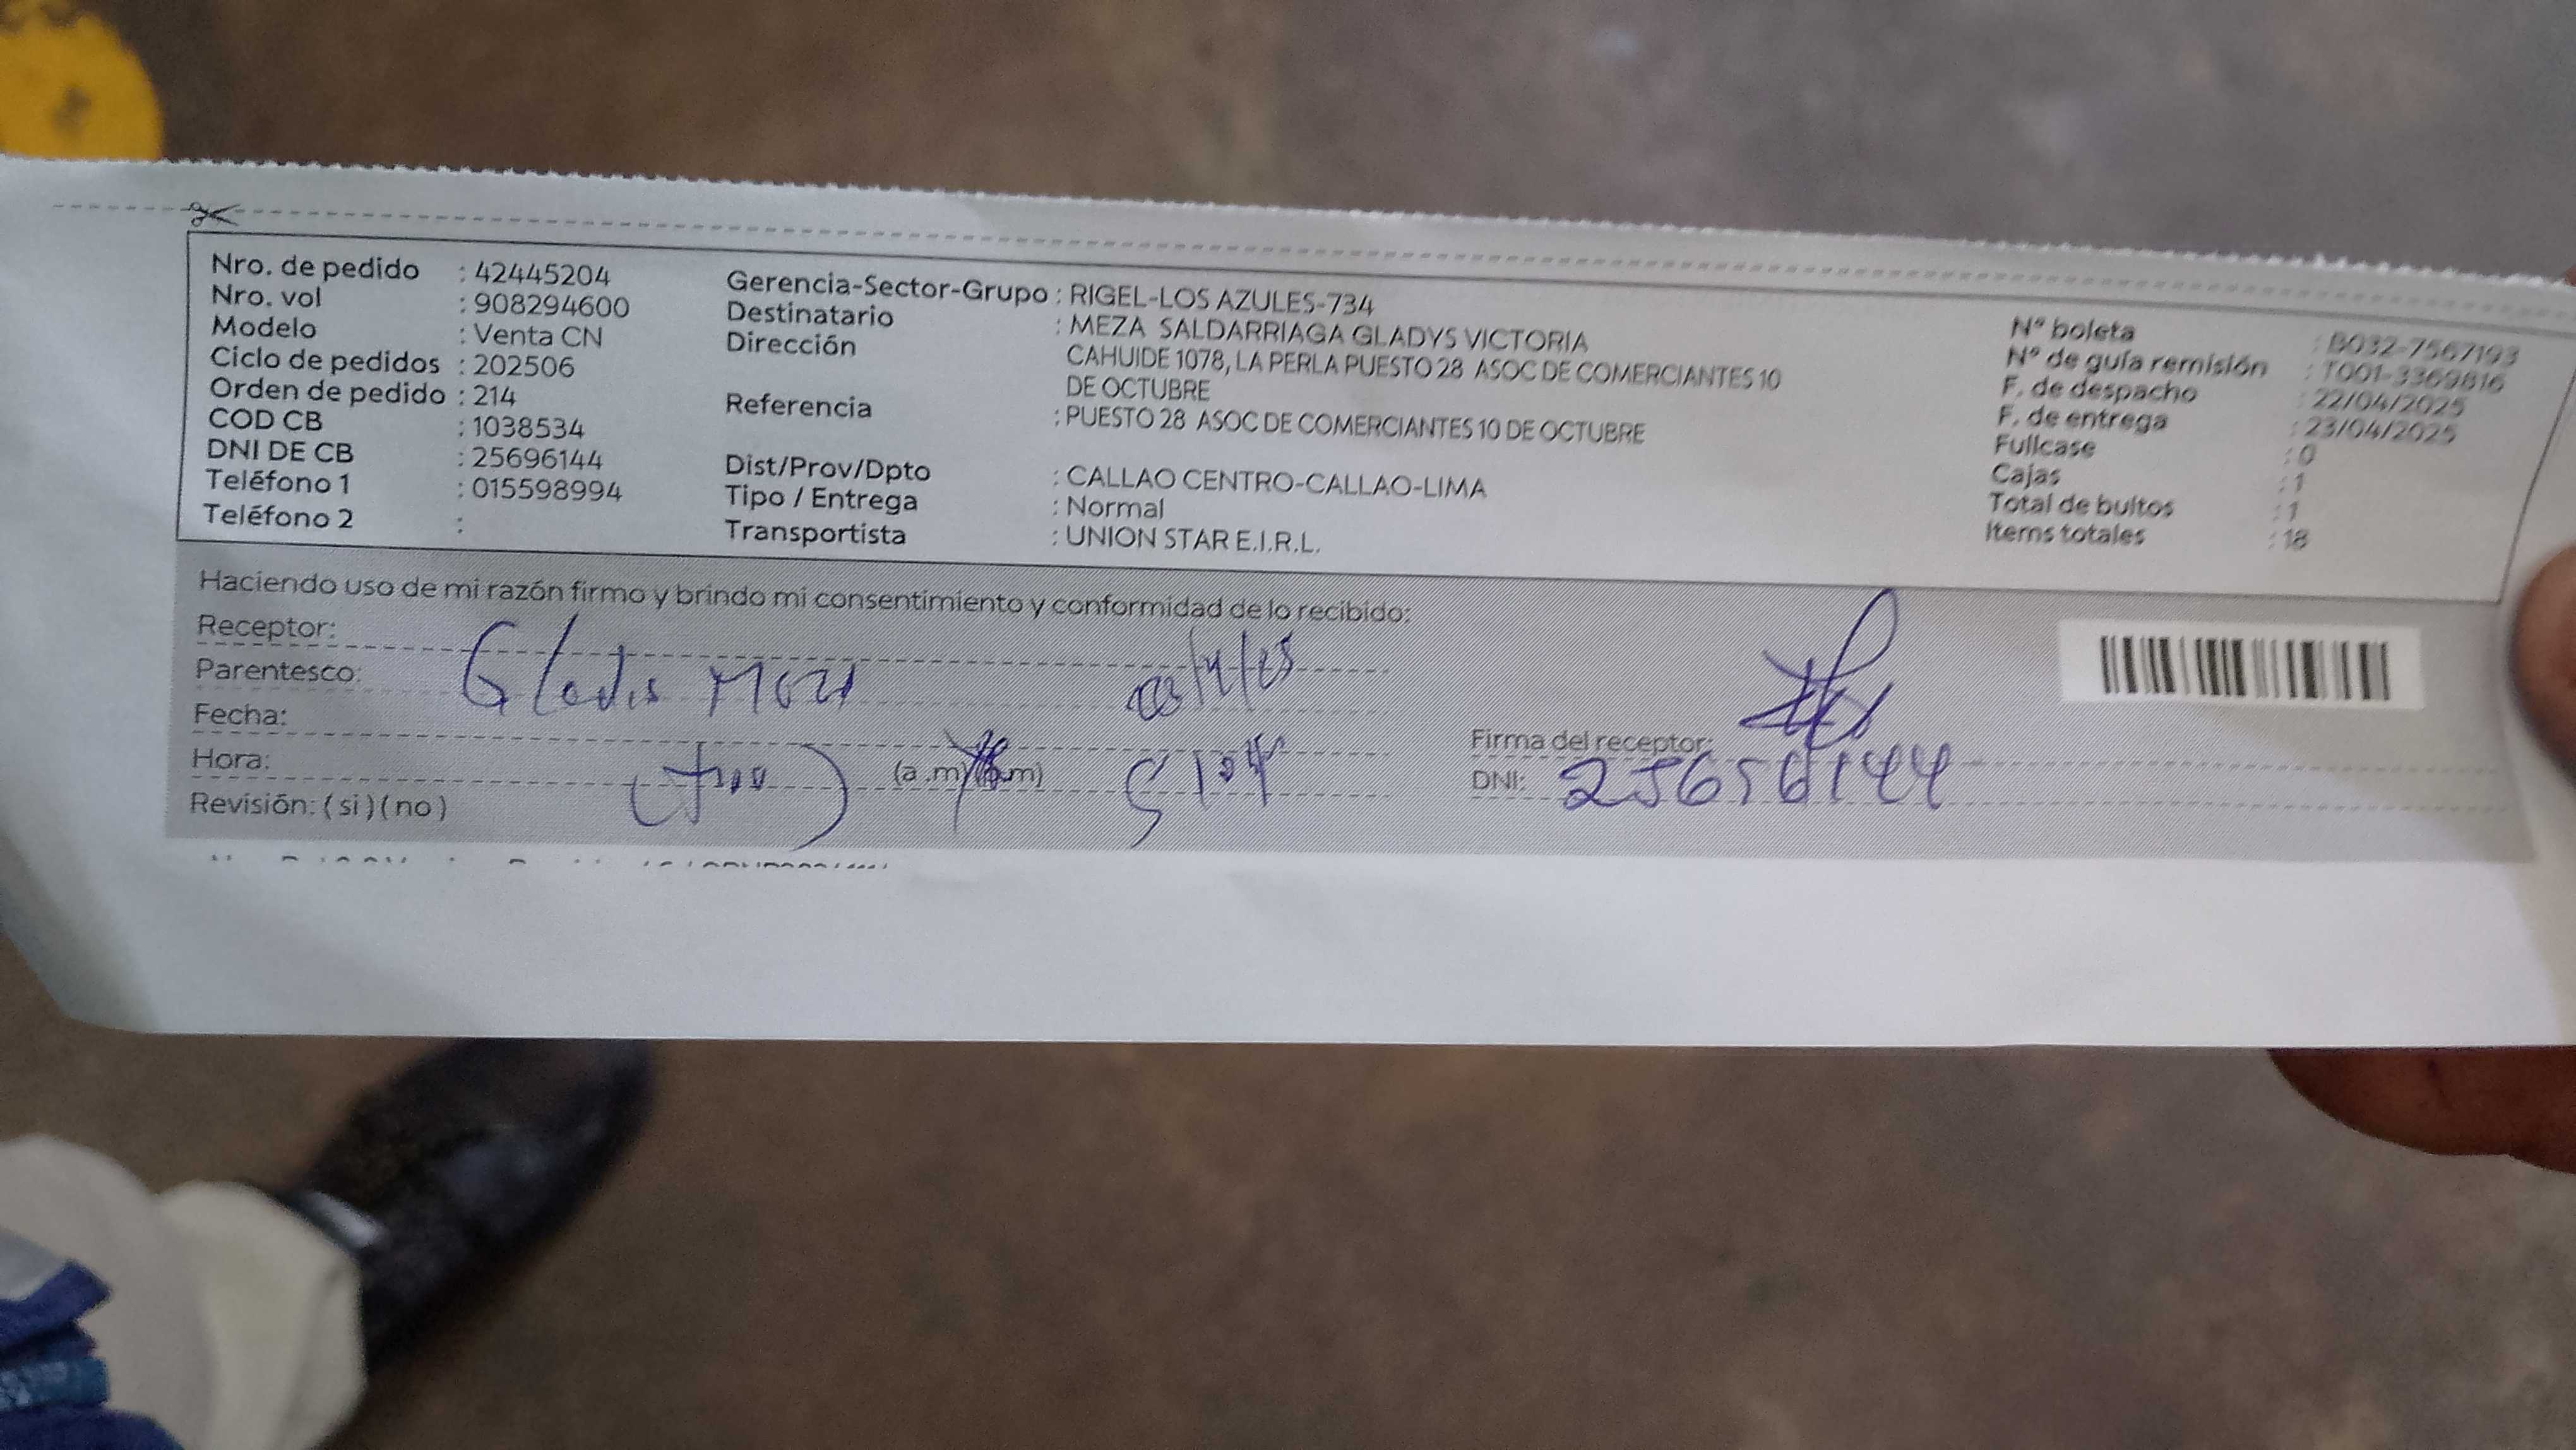 Nro. de pedido : 42445204
Nro. vol : 908294600
Modelo : Venta CN
Ciclo de pedidos : 202506
Orden de pedido : 214
COD CB : 1038534
DNI DE CB : 25696144
Teléfono 1 : 015598994
Teléfono 2 :
Gerencia-Sector-Grupo : RIGEL-LOS AZULES-734
Destinatario : MEZA SALDARRIAGA GLADYS VICTORIA
Dirección CAHUIDE 1078, LA PERLA PUESTO 28 ASOC DE COMERCIANTES 10
DE OCTUBRE
Referencia : PUESTO 28 ASOC DE COMERCIANTES 10 DE OCTUBRE
Dist/Prov/Dpto : CALLAO CENTRO-CALLAO-LIMA
Tipo / Entrega : Normal
Transportista : UNION STAR E.I.R.L.
N° boleta : B032-7567193
N° de guía remisión : T001-3369816
F. de despacho : 22/04/2025
F. de entrega : 23/04/2025
Fullcase : 0
Cajas : 1
Total de bultos : 1
Items totales : 18
Haciendo uso de mi razón firmo y brindo mi consentimiento y conformidad de lo recibido:
Receptor:
Parentesco: Gladis Meza
Fecha:
Hora: (a.m) (p.m)
Revisión: (si) (no)
Firma del receptor:
DNI: 25696144